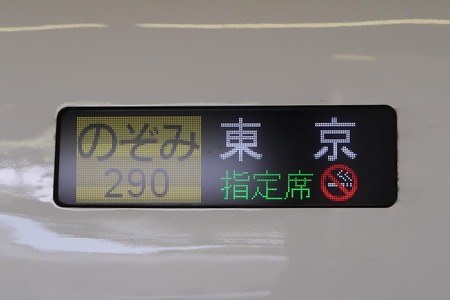 のぞみ 東京
290 指定席